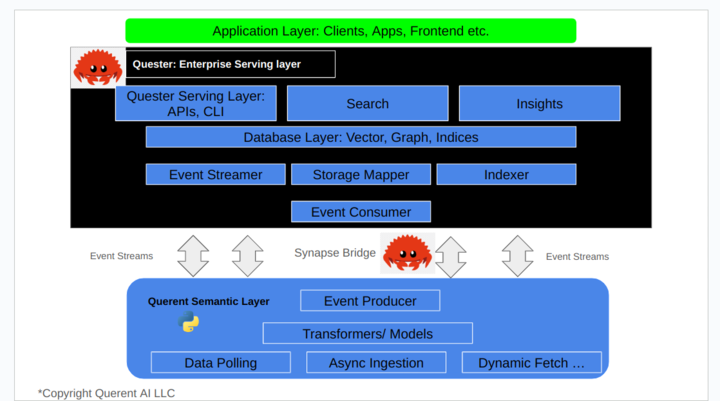 Application Layer: Clients, Apps, Frontend etc.
Quester: Enterprise Serving layer
Quester Serving Layer:
APIs, CLI
Search
Insights
Database Layer: Vector, Graph, Indices
Event Streamer
Storage Mapper
Indexer
Event Consumer
Event Streams
Synapse Bridge
Event Streams
Querent Semantic Layer
Event Producer
Transformers/ Models
Data Polling
Async Ingestion
Dynamic Fetch ...
*Copyright Querent AI LLC